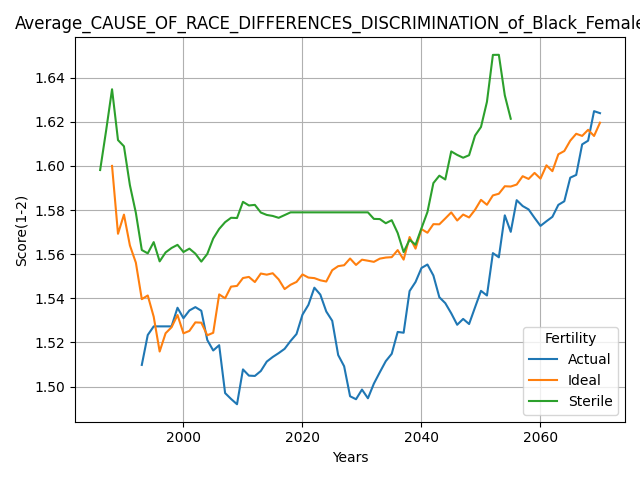 Average_CAUSE_OF_RACE_DIFFERENCES_DISCRIMINATION_of_Black_Female
1.64
1.62
1.60
1.58
1.56
1.54
1.52
1.50
Score(1-2)
2000 2020 2040 2060
Years
Fertility
Actual
Ideal
Sterile